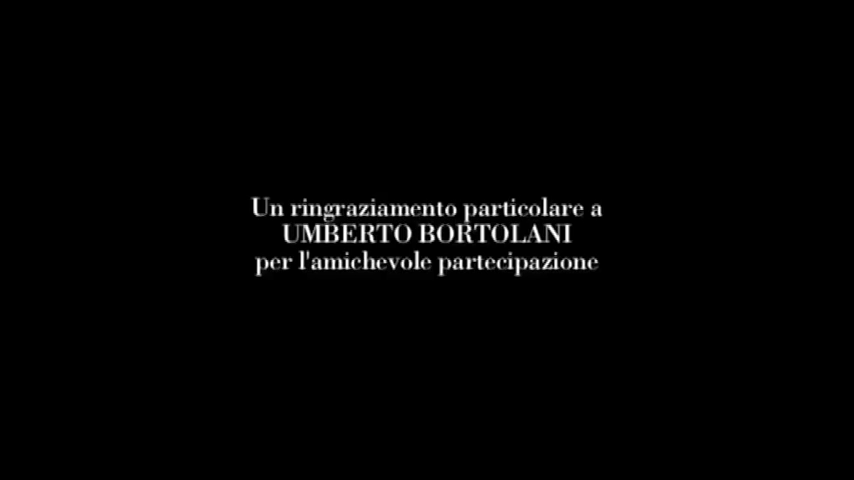 Un ringraziamento particolare a
UMBERTO BORTOLANI
per l'amichevole partecipazione